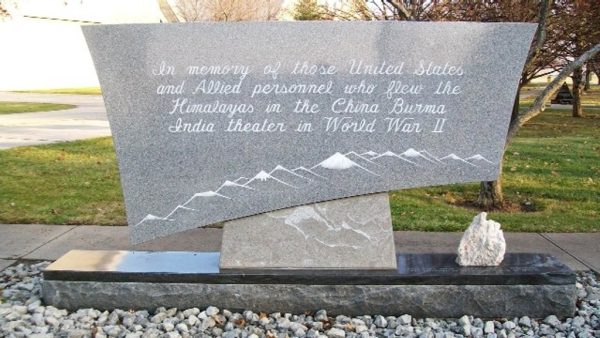 In memory of those United States
and Allied personnel who flew the
Himalayas in the China Burma
India theater in World War II